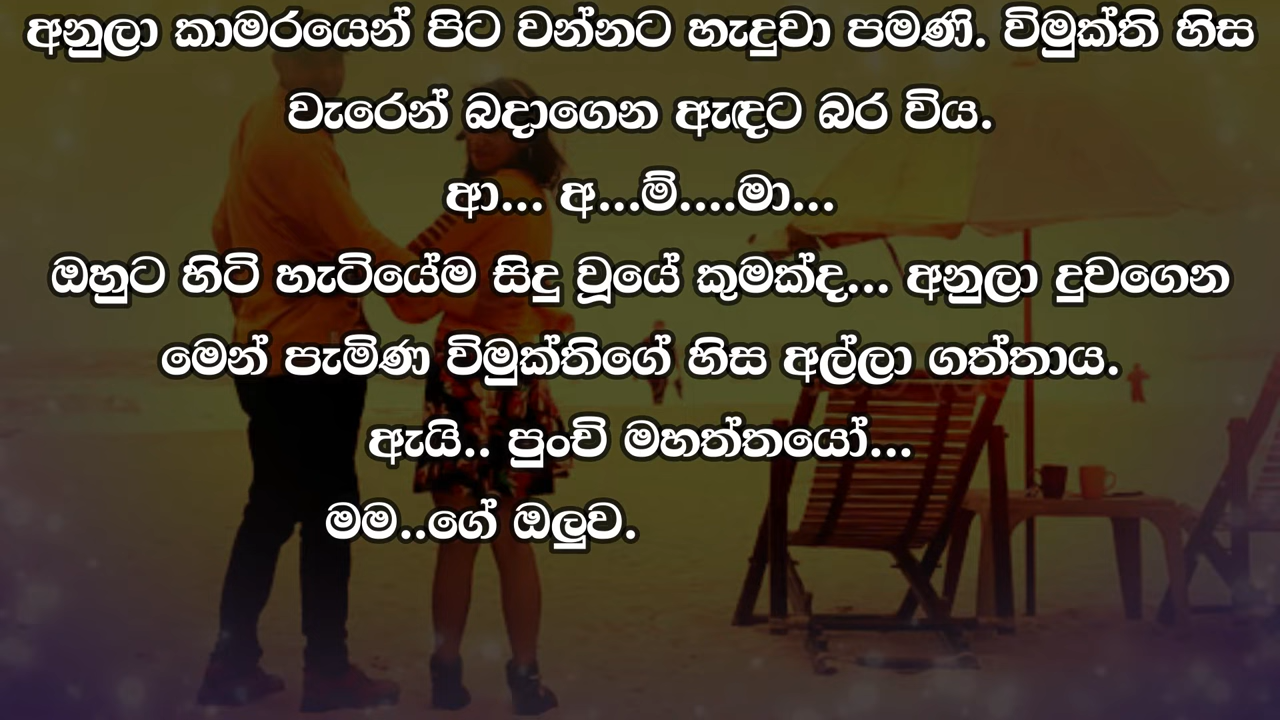 අනුලා කාමරයෙන් පිට වන්නට හැදුවා පමණි. විමුක්ති හිස
වැරෙන් බදාගෙන ඇඳට බර විය.
ආ... අ...ම්....මා...
ඔහුට හිටි හැටියේම සිදු වූයේ කුමක්ද... අනුලා දුවගෙන
මෙන් පැමිණ විමුක්තිගේ හිස අල්ලා ගත්තාය.
ඇයි.. පුංචි මහත්තයෝ...
මම..ගේ ඔලුව.